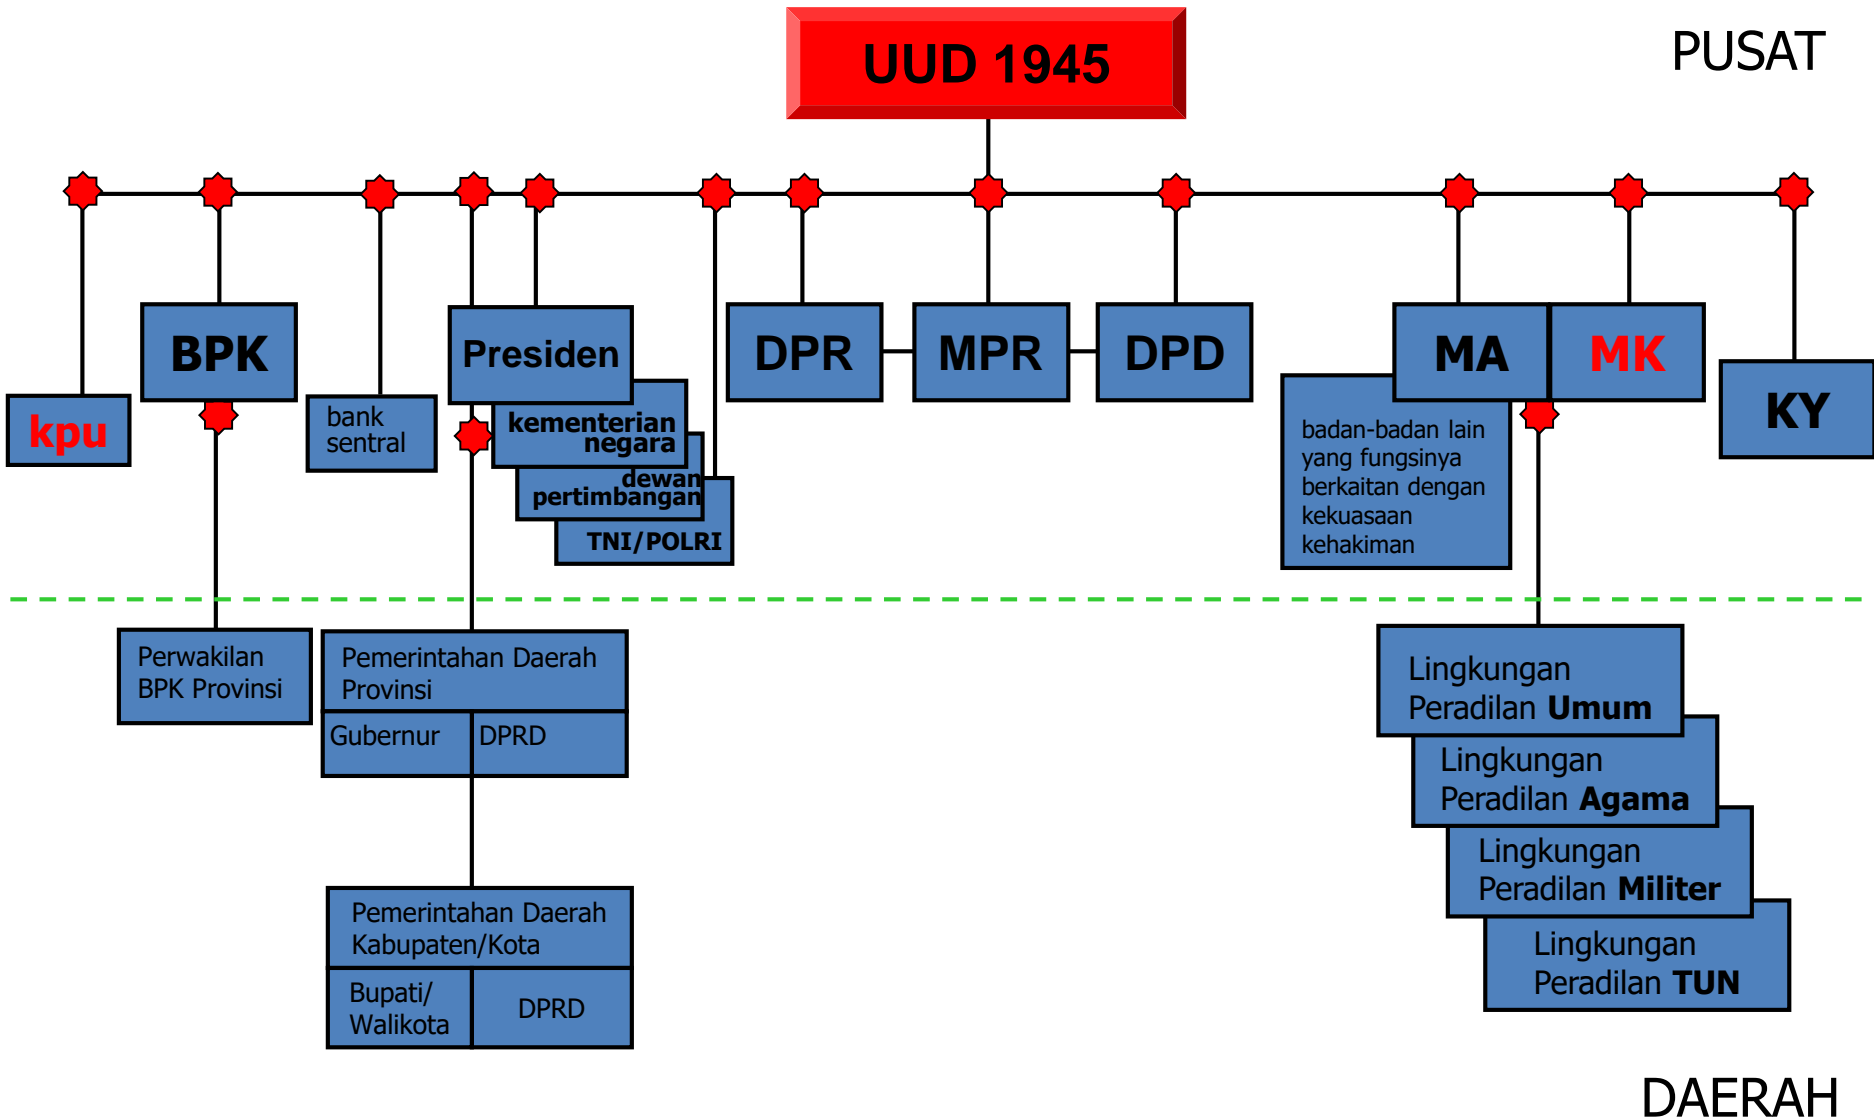 UUD 1945
PUSAT
kpu
BPK
bank
sentral
Presiden
kementerian
negara
dewan
pertimbangan
TNI/POLRI
DPR
MPR
DPD
MA
MK
KY
badan-badan lain
yang fungsinya
berkaitan dengan
kekuasaan
kehakiman
Perwakilan
BPK Provinsi
Pemerintahan Daerah
Provinsi
Gubernur
DPRD
Pemerintahan Daerah
Kabupaten/Kota
Bupati/
Walikota
DPRD
Lingkungan
Peradilan Umum
Lingkungan
Peradilan Agama
Lingkungan
Peradilan Militer
Lingkungan
Peradilan TUN
DAERAH